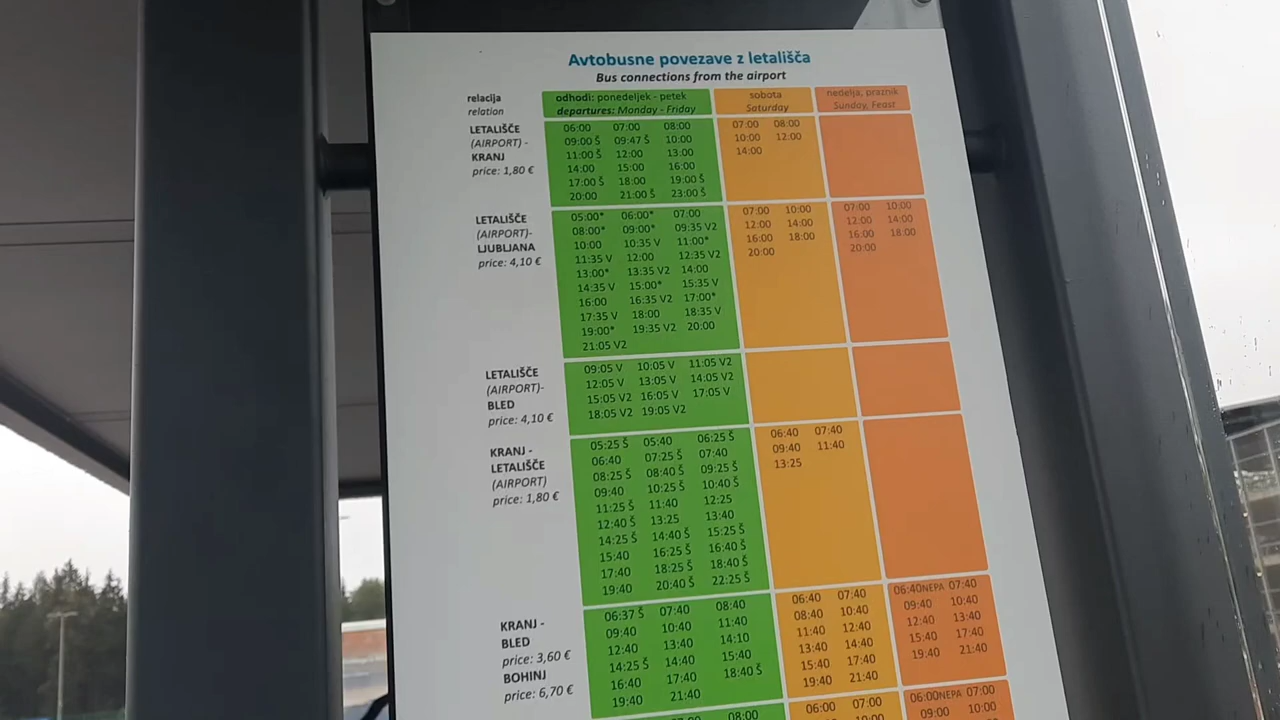 Avtobusne povezave z letališča
Bus connections from the airport
relacija
relation
odhodi: ponedeljek - petek
departures: Monday - Friday
sobota
Saturday
nedelja, praznik
Sunday, Feast
LETALIŠČE
(AIRPORT) -
KRANJ
price: 1,80 €
06:00 07:00 08:00
09:00 Š 09:47 Š 10:00
11:00 Š 12:00 13:00
14:00 15:00 16:00
17:00 Š 18:00 19:00 Š
20:00 21:00 Š 23:00 Š
07:00 08:00
10:00 12:00
14:00
LETALIŠČE
(AIRPORT)-
LJUBLJANA
price: 4,10 €
05:00* 06:00* 07:00
08:00* 09:00* 09:35 V2
10:00 10:35 V 11:00*
11:35 V 12:00 12:35 V2
13:00* 13:35 V2 14:00
14:35 V 15:00* 15:35 V
16:00 16:35 V2 17:00*
17:35 V 18:00 18:35 V
19:00* 19:35 V2 20:00
21:05 V2
07:00 10:00
12:00 14:00
16:00 18:00
20:00
07:00 10:00
12:00 14:00
16:00 18:00
20:00
LETALIŠČE
(AIRPORT)-
BLED
price: 4,10 €
09:05 V 10:05 V 11:05 V2
12:05 V 13:05 V 14:05 V2
15:05 V2 16:05 V 17:05 V
18:05 V2 19:05 V2
KRANJ -
LETALIŠČE
(AIRPORT)
price: 1,80 €
05:25 Š 05:40 06:25 Š
06:40 07:25 Š 07:40
08:25 Š 08:40 Š 09:25 Š
09:40 10:25 Š 10:40 Š
11:25 Š 11:40 12:25
12:40 Š 13:25 13:40
14:25 Š 14:40 Š 15:25 Š
15:40 16:25 Š 16:40 Š
17:40 18:25 Š 18:40 Š
19:40 20:40 Š 22:25 Š
06:40 07:40
09:40 11:40
13:25
KRANJ -
BLED
price: 3,60 €
BOHINJ
price: 6,70 €
06:37 Š 07:40 08:40
09:40 10:40 11:40
12:40 13:40 14:10
14:25 Š 14:40 15:40
16:40 17:40 18:40 Š
19:40 21:40
06:40 07:40
08:40 10:40
11:40 12:40
13:40 14:40
15:40 17:40
19:40 21:40
06:40NEPA 07:40
09:40 10:40
12:40 13:40
15:40 17:40
19:40 21:40
08:00
06:00 07:00
10:00
06:00NEPA 07:00
09:00 10:00